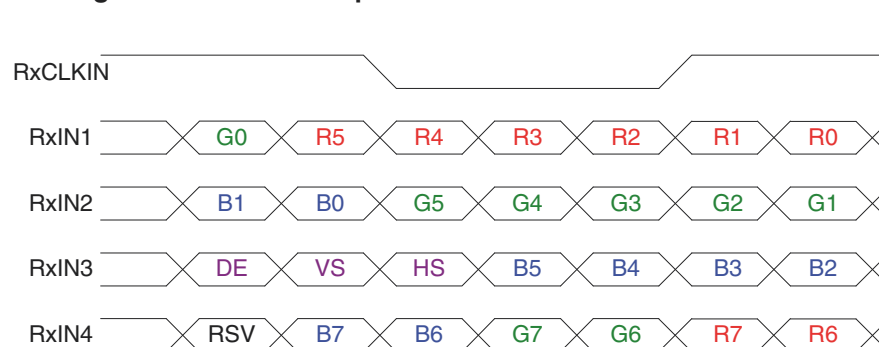 RxCLKIN
RxIN1 G0 R5 R4 R3 R2 R1 R0
RxIN2 B1 B0 G5 G4 G3 G2 G1
RxIN3 DE VS HS B5 B4 B3 B2
RxIN4 RSV B7 B6 G7 G6 R7 R6